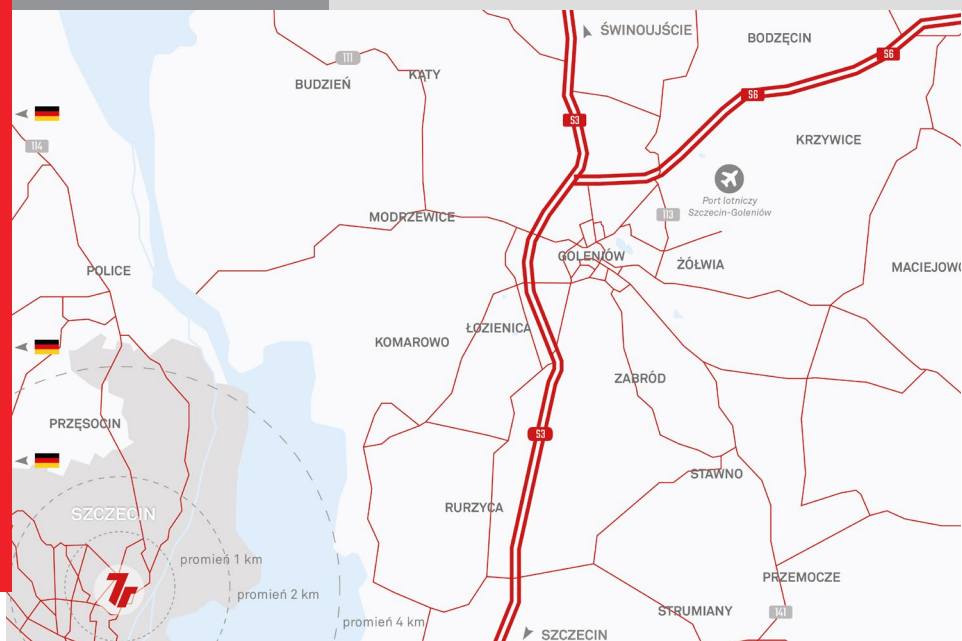 ŚWINOUJŚCIE
BODZĘCIN
111
KĄTY
BUDZIEŃ
S6
S6
S3
114
KRZYWICE
Port lotniczy
Szczecin-Goleniów
113
MODRZEWICE
GOLENIÓW
ŻÓŁWIA
MACIEJOWO
POLICE
ŁOZIENICA
KOMAROWO
ZABRÓD
PRZĘSOCIN
S3
STAWNO
SZCZECIN
RURZYCA
promień 1 km
promień 2 km
PRZEMOCZE
promień 4 km
STRUMIANY
141
SZCZECIN
7r